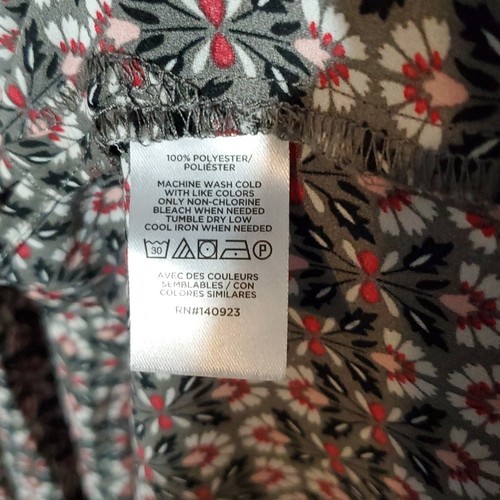 100% POLYESTER/
POLIÉSTER
MACHINE WASH COLD
WITH LIKE COLORS
ONLY NON-CHLORINE
BLEACH WHEN NEEDED
TUMBLE DRY LOW
COOL IRON WHEN NEEDED
30 P
AVEC DES COULEURS
SEMBLABLES / CON
COLORES SIMILARES
RN#140923